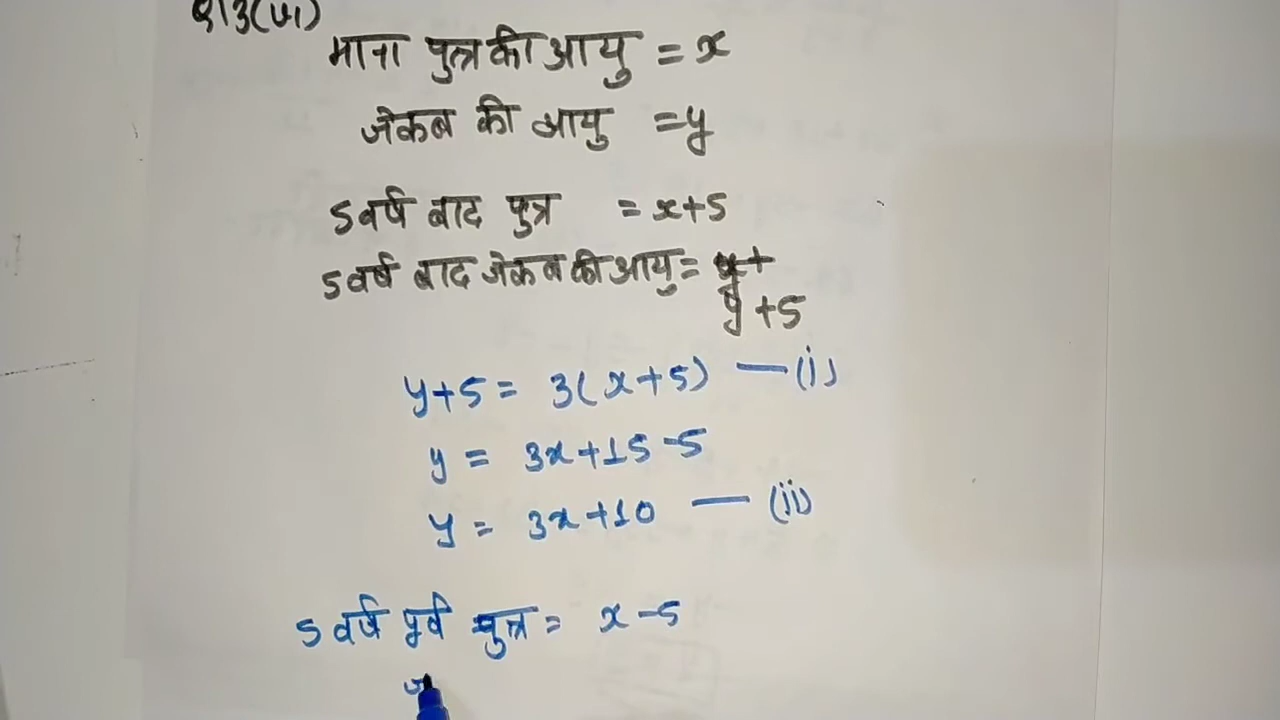 माना पुत्र की आयु = x
जेकब की आयु = y
5 वर्ष बाद पुत्र = x+5
5 वर्ष बाद जेकब की आयु =
y+5
y+5 = 3(x+5) — (i)
y = 3x+15-5
y = 3x+10 — (ii)
5 वर्ष पूर्व पुत्र = x-5